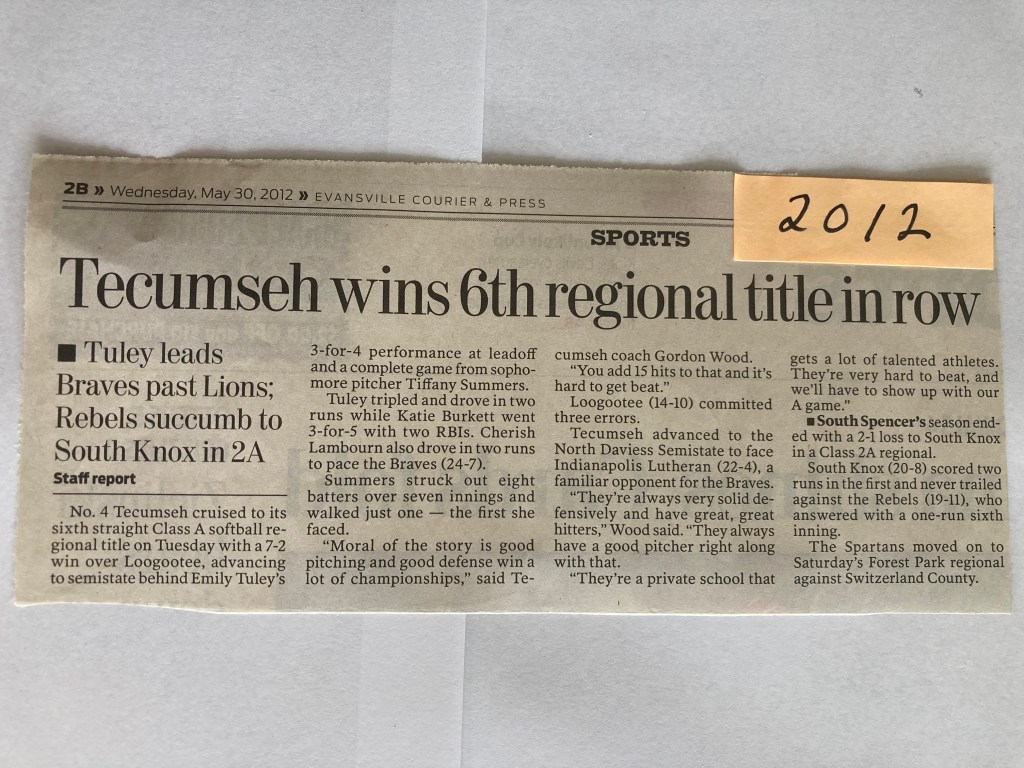 2B » Wednesday, May 30, 2012 » EVANSVILLE COURIER & PRESS
2012
SPORTS
Tecumseh wins 6th regional title in row
■ Tuley leads
Braves past Lions;
Rebels succumb to
South Knox in 2A
Staff report
No. 4 Tecumseh cruised to its
sixth straight Class A softball re-
gional title on Tuesday with a 7-2
win over Loogootee, advancing
to semistate behind Emily Tuley's
3-for-4 performance at leadoff
and a complete game from sopho-
more pitcher Tiffany Summers.
Tuley tripled and drove in two
runs while Katie Burkett went
3-for-5 with two RBIs. Cherish
Lambourn also drove in two runs
to pace the Braves (24-7).
Summers struck out eight
batters over seven innings and
walked just one — the first she
faced.
"Moral of the story is good
pitching and good defense win a
lot of championships," said Te-
cumseh coach Gordon Wood.
"You add 15 hits to that and it's
hard to get beat."
Loogootee (14-10) committed
three errors.
Tecumseh advanced to the
North Daviess Semistate to face
Indianapolis Lutheran (22-4), a
familiar opponent for the Braves.
"They're always very solid de-
fensively and have great, great
hitters," Wood said. "They always
have a good pitcher right along
with that.
"They're a private school that
gets a lot of talented athletes.
They're very hard to beat, and
we'll have to show up with our
A game."
■ South Spencer's season end-
ed with a 2-1 loss to South Knox
in a Class 2A regional.
South Knox (20-8) scored two
runs in the first and never trailed
against the Rebels (19-11), who
answered with a one-run sixth
inning.
The Spartans moved on to
Saturday's Forest Park regional
against Switzerland County.